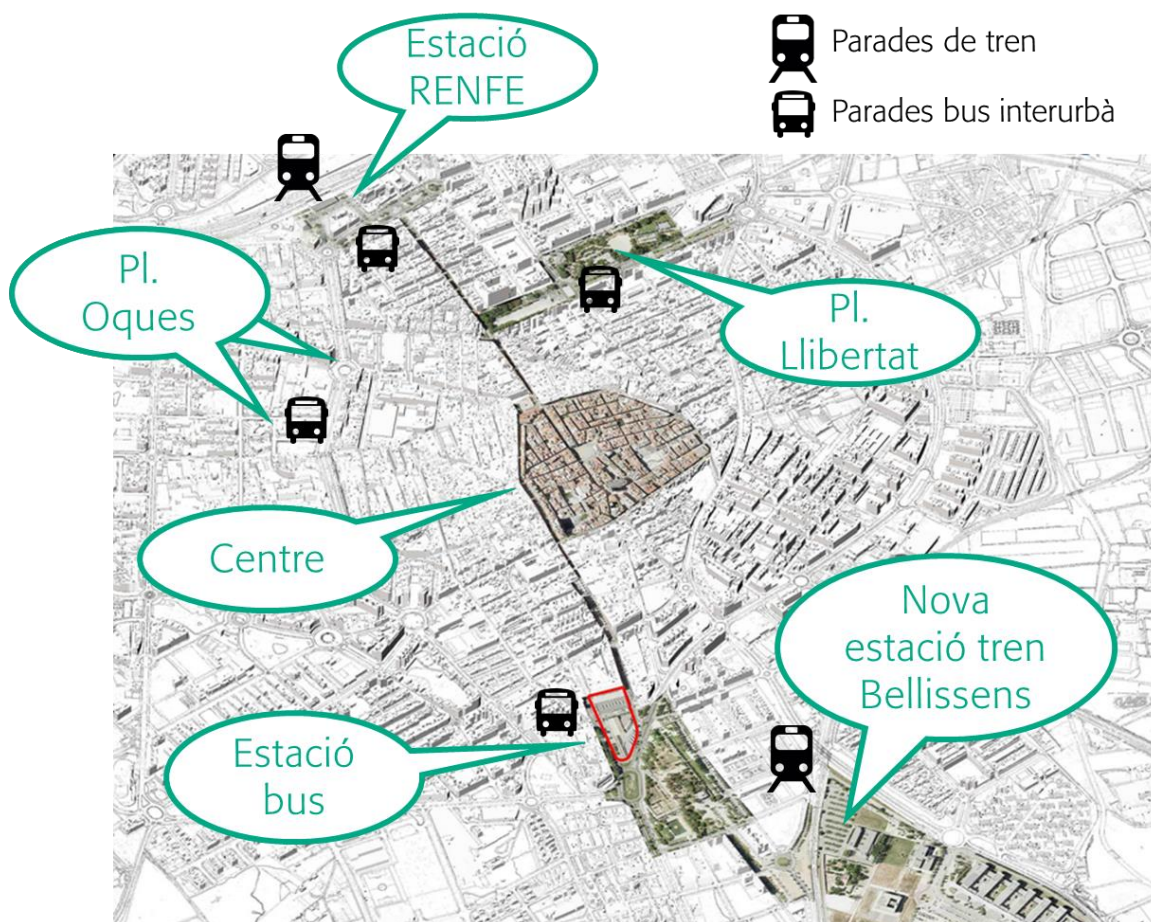 Estació
RENFE
Parades de tren
Parades bus interurbà
Pl.
Oques
Pl.
Llibertat
Centre
Nova
estació tren
Bellissens
Estació
bus